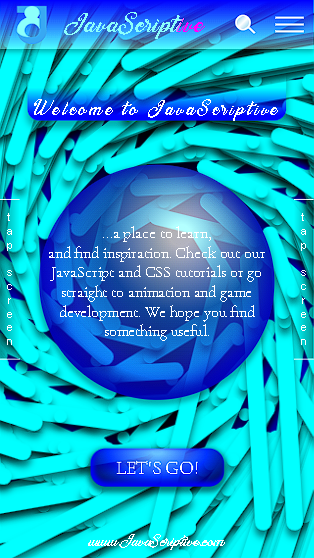 JavaScriptive
Welcome to JavaScriptive
...a place to learn,
and find inspiration. Check out our
JavaScript and CSS tutorials or go
straight to animation and game
development. We hope you find
something useful.
tap screen
tap screen
LET'S GO!
www.JavaScriptive.com